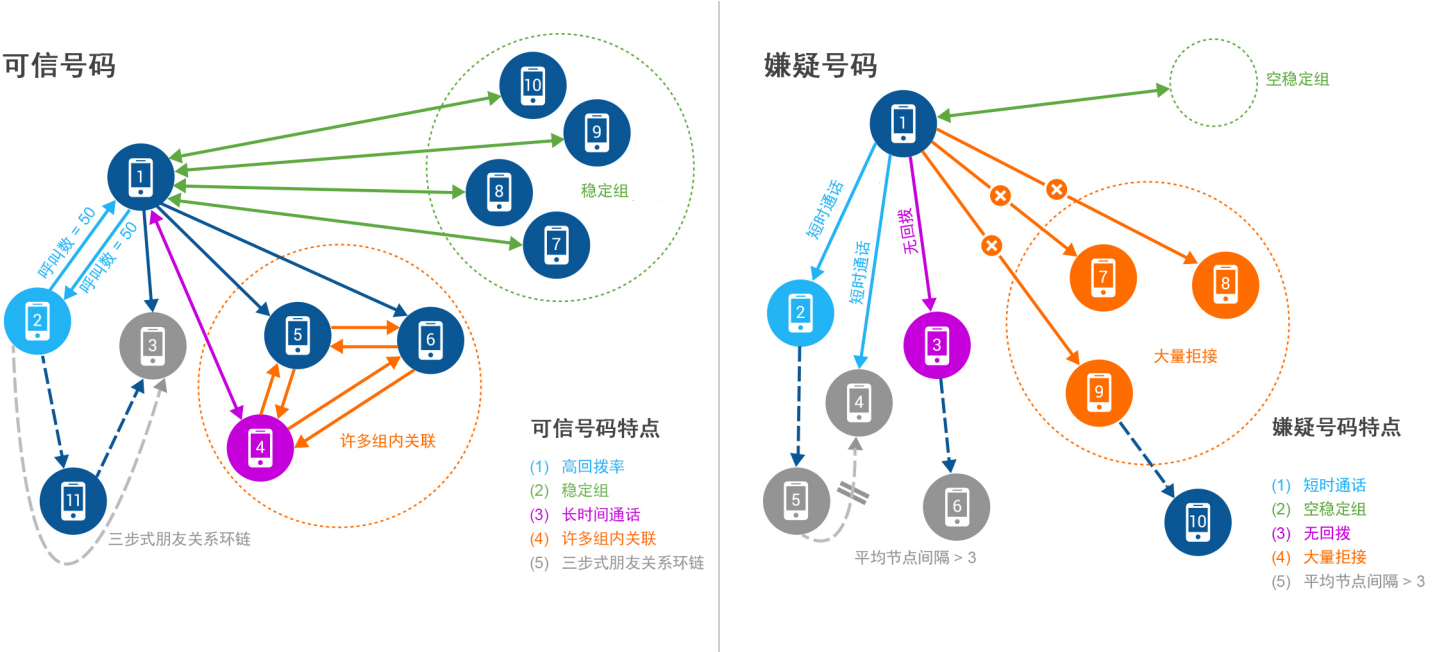 可信号码
10
9
1
8
稳定组
7
呼叫数 = 50
呼叫数 = 50
2
3
5
6
4
许多组内关联
11
三步式朋友关系环链
可信号码特点
(1) 高回拨率
(2) 稳定组
(3) 长时间通话
(4) 许多组内关联
(5) 三步式朋友关系环链
嫌疑号码
空稳定组
1
短时通话
短时通话
无回拨
7
8
2
3
大量拒接
4
9
5
6
10
平均节点间隔 > 3
嫌疑号码特点
(1) 短时通话
(2) 空稳定组
(3) 无回拨
(4) 大量拒接
(5) 平均节点间隔 > 3